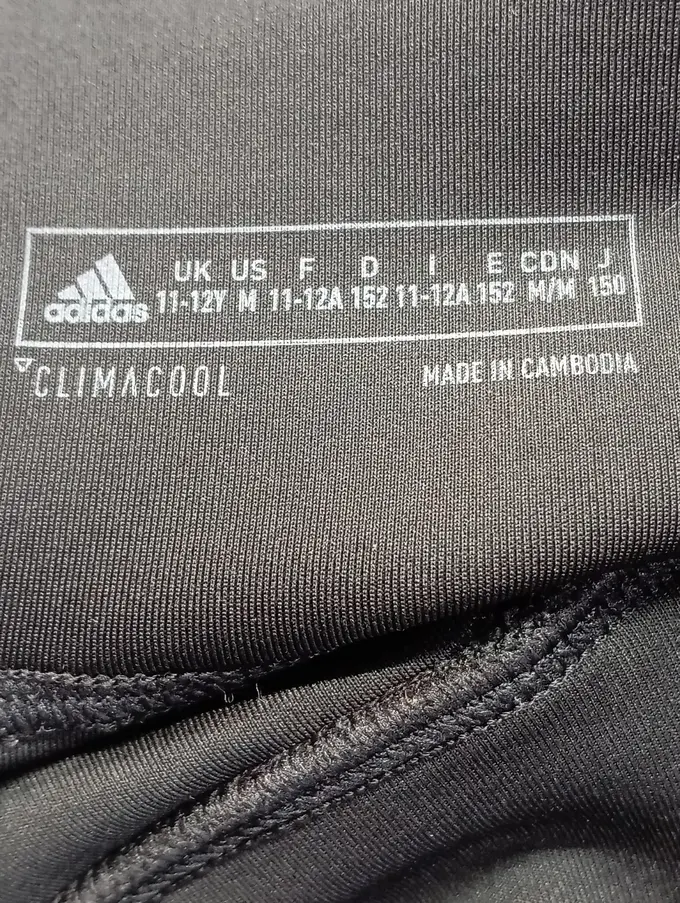 UK US F D I E CDN J
adidas 11-12Y M 11-12A 152 11-12A 152 M/M 150
CLIMACOOL MADE IN CAMBODIA